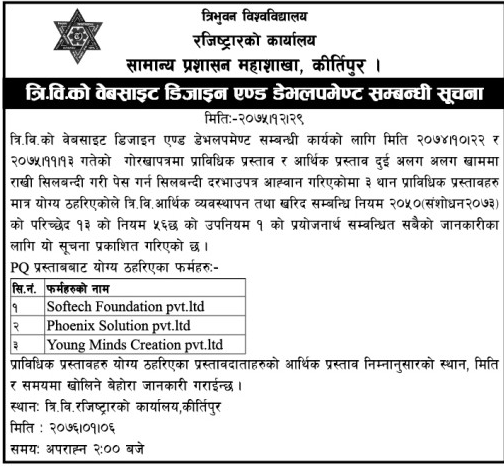 त्रिभुवन विश्वविद्यालय
रजिष्ट्रारको कार्यालय
सामान्य प्रशासन महाशाखा, कीर्तिपुर ।
त्रि.वि.को वेबसाइट डिजाइन एण्ड डेभलपमेण्ट सम्बन्धी सूचना
मितिः-२०७५।१२।२९
त्रि.वि.को वेबसाइट डिजाइन एण्ड डेभलपमेण्ट सम्बन्धी कार्यको लागि मिति २०७४।१०।२२ र
२०७५।११।१३ गतेको गोरखापत्रमा प्राविधिक प्रस्ताव र आर्थिक प्रस्ताव दुई अलग अलग खाममा
राखी सिलबन्दी गरी पेस गर्न सिलबन्दी दरभाउपत्र आह्वान गरिएकोमा ३ थान प्राविधिक प्रस्तावहरु
मात्र योग्य ठहरिएकोले त्रि.वि.आर्थिक व्यवस्थापन तथा खरिद सम्बन्धि नियम २०५०(संशोधन२०७३)
को परिच्छेद १३ को नियम ५६छ को उपनियम १ को प्रयोजनार्थ सम्बन्धित सबैको जानकारीका
लागि यो सूचना प्रकाशित गरिएको छ ।
PQ प्रस्तावबाट योग्य ठहरिएका फर्महरुः-
सि.नं. फर्महरुको नाम
१ Softech Foundation pvt.ltd
२ Phoenix Solution pvt.ltd
३ Young Minds Creation pvt.ltd
प्राविधिक प्रस्तावहरु योग्य ठहरिएका प्रस्तावदाताहरुको आर्थिक प्रस्ताव निम्नानुसारको स्थान, मिति
र समयमा खोलिने बेहोरा जानकारी गराईन्छ ।
स्थानः त्रि.वि.रजिष्ट्रारको कार्यालय,कीर्तिपुर
मिति : २०७६।०१।०६
समयः अपराह्न २:०० बजे